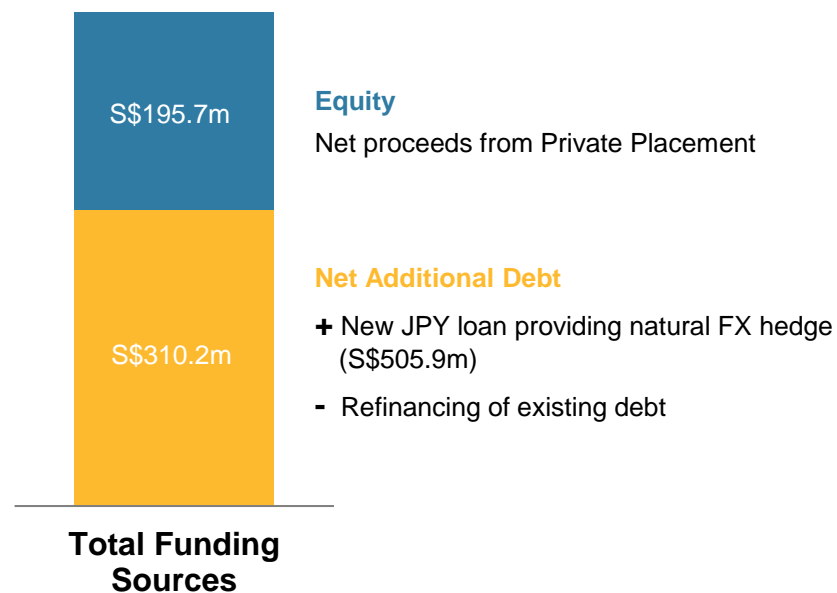 S$195.7m
Equity
Net proceeds from Private Placement
S$310.2m
Net Additional Debt
+ New JPY loan providing natural FX hedge
(S$505.9m)
- Refinancing of existing debt
Total Funding
Sources